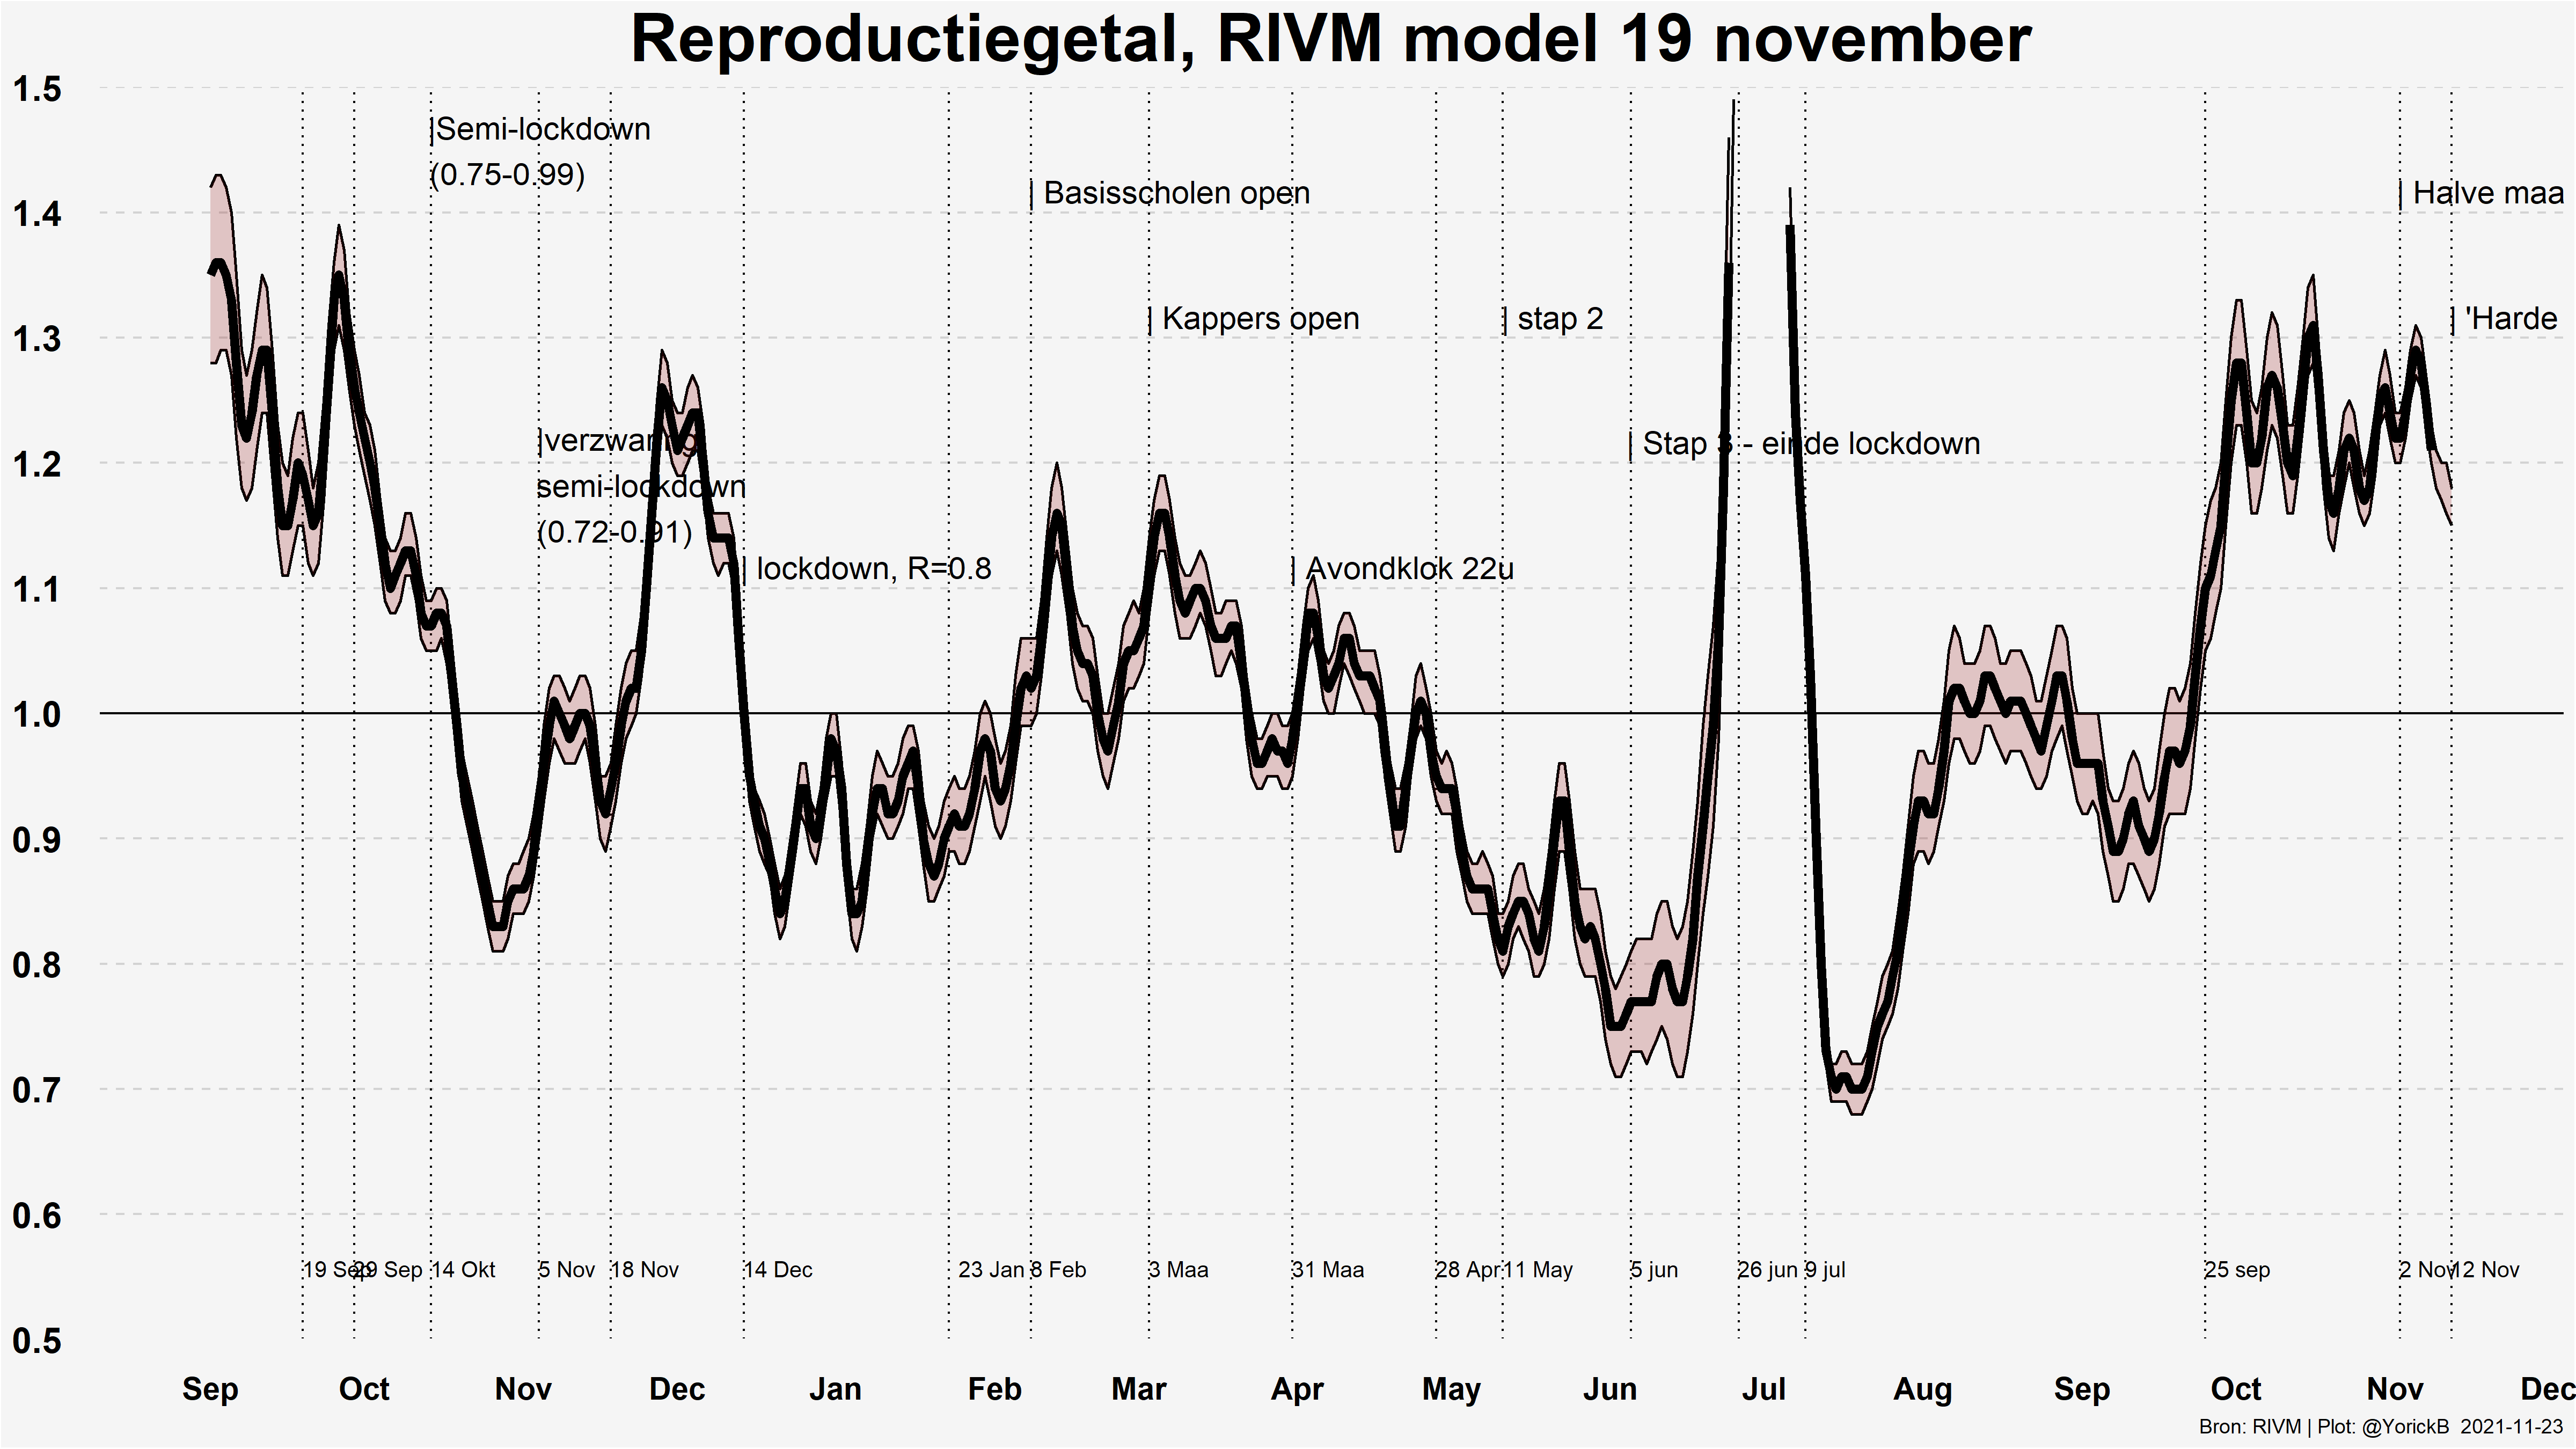 Reproductiegetal, RIVM model 19 november
1.5
1.4
1.3
1.2
1.1
1.0
0.9
0.8
0.7
0.6
0.5
|Semi-lockdown
(0.75-0.99)
| Basisscholen open
| Halve maa
| Kappers open
| stap 2
| 'Harde
|verzwaring
semi-lockdown
(0.72-0.91)
| Stap 3 - einde lockdown
| lockdown, R=0.8
| Avondklok 22u
19 Sep
29 Sep
14 Okt
5 Nov
18 Nov
14 Dec
23 Jan
8 Feb
3 Maa
31 Maa
28 Apr
11 May
5 jun
26 jun
9 jul
25 sep
2 Nov
12 Nov
Sep Oct Nov Dec Jan Feb Mar Apr May Jun Jul Aug Sep Oct Nov Dec
Bron: RIVM | Plot: @YorickB 2021-11-23